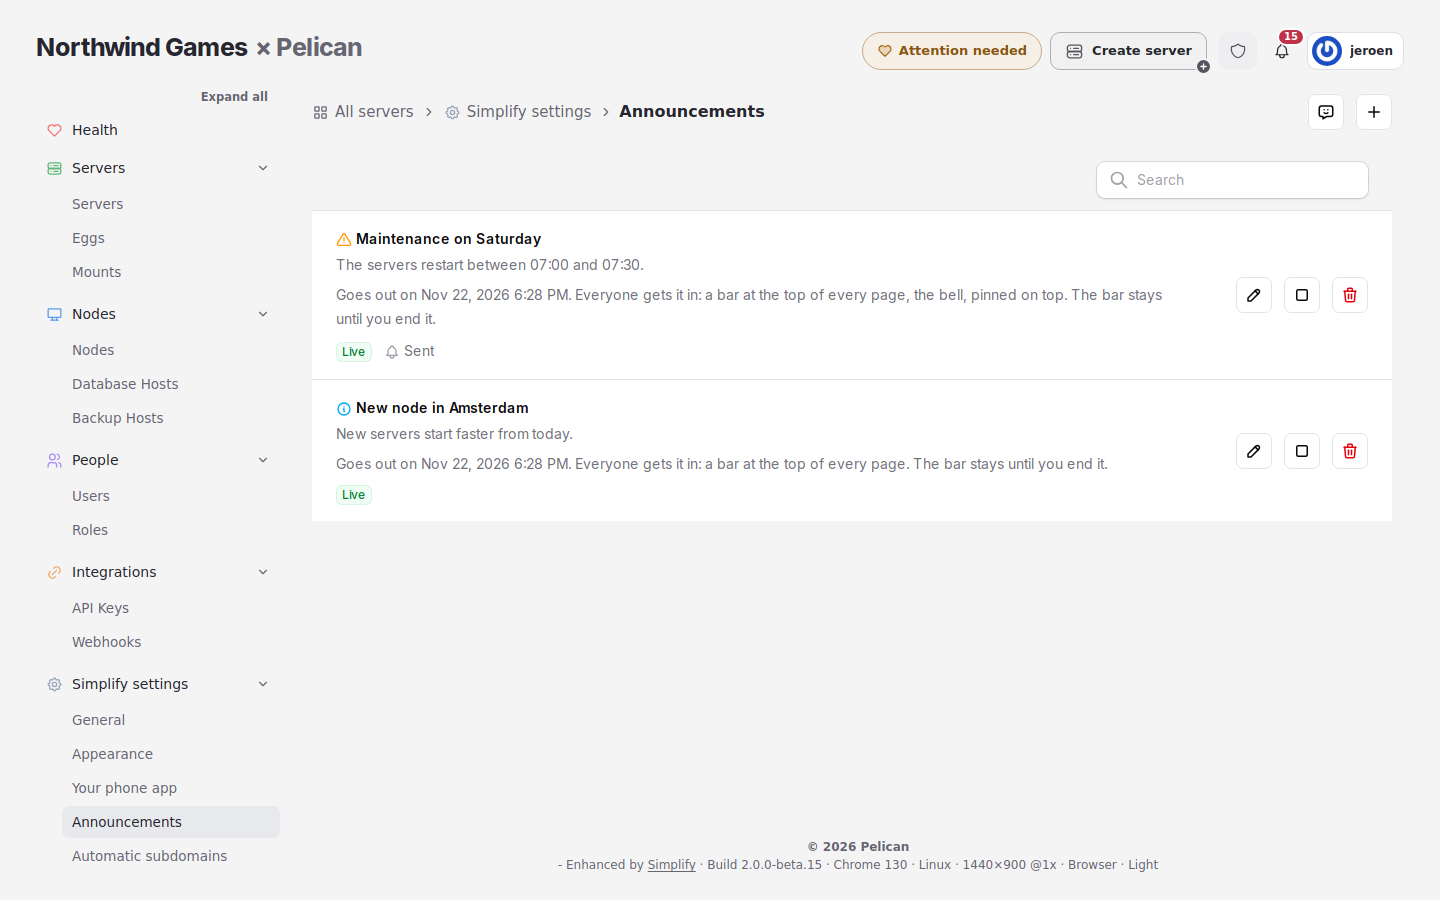 Northwind Games × Pelican
Attention needed
Create server
15
jeroen
Expand all
Health
Servers
Servers
Eggs
Mounts
Nodes
Nodes
Database Hosts
Backup Hosts
People
Users
Roles
Integrations
API Keys
Webhooks
Simplify settings
General
Appearance
Your phone app
Announcements
Automatic subdomains
All servers
Simplify settings
Announcements
Search
Maintenance on Saturday
The servers restart between 07:00 and 07:30.
Goes out on Nov 22, 2026 6:28 PM. Everyone gets it in: a bar at the top of every page, the bell, pinned on top. The bar stays
until you end it.
Live
Sent
New node in Amsterdam
New servers start faster from today.
Goes out on Nov 22, 2026 6:28 PM. Everyone gets it in: a bar at the top of every page. The bar stays until you end it.
Live
© 2026 Pelican
- Enhanced by Simplify · Build 2.0.0-beta.15 · Chrome 130 · Linux · 1440×900 @1x · Browser · Light